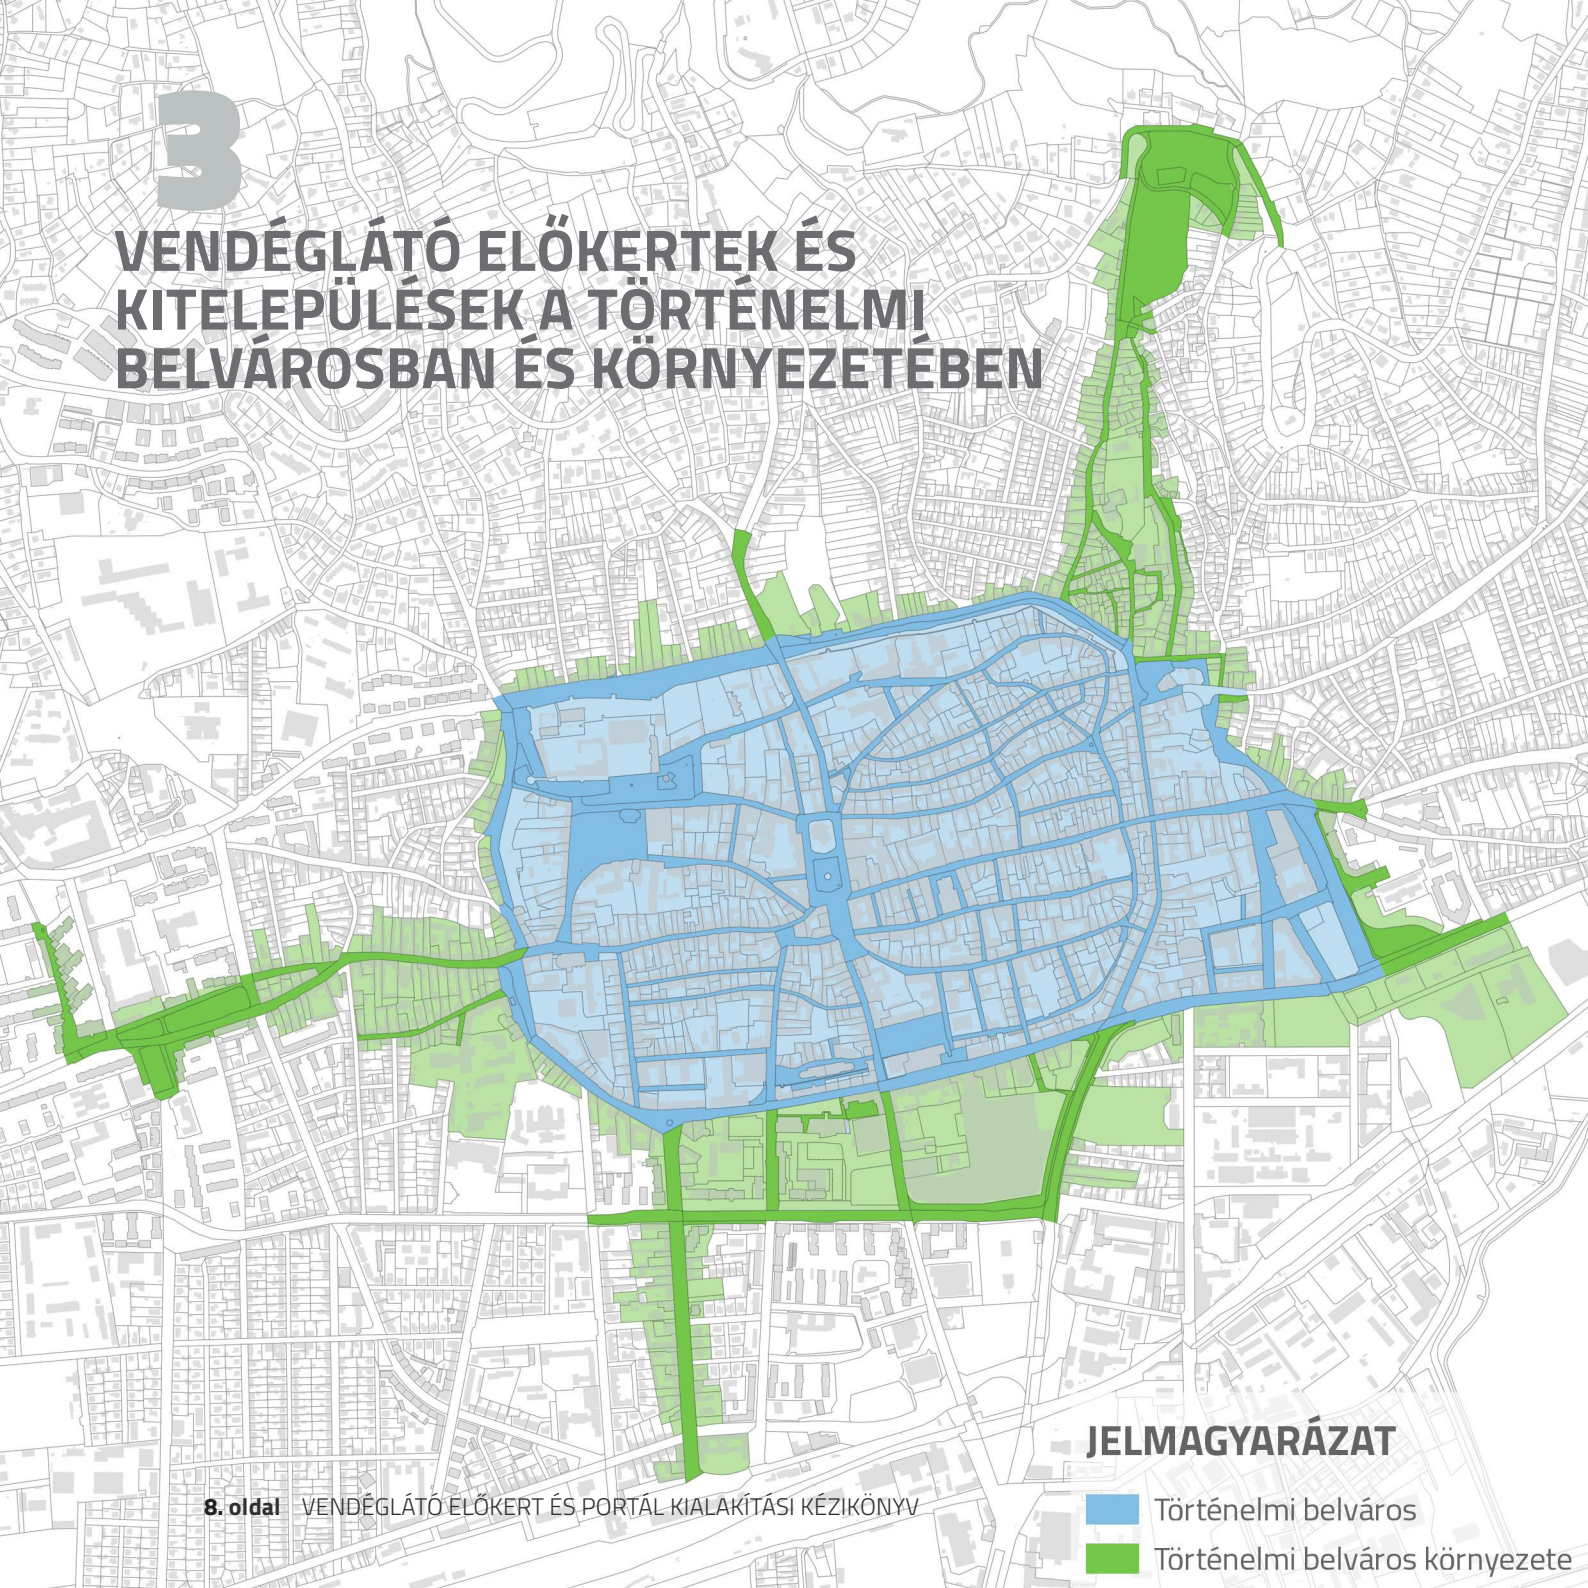 3
VENDÉGLÁTÓ ELŐKERTEK ÉS
KITELEPÜLÉSEK A TÖRTÉNELMI
BELVÁROSBAN ÉS KÖRNYEZETÉBEN
JELMAGYARÁZAT
Történelmi belváros
Történelmi belváros környezete
8. oldal VENDÉGLÁTÓ ELŐKERT ÉS PORTÁL KIALAKÍTÁSI KÉZIKÖNYV